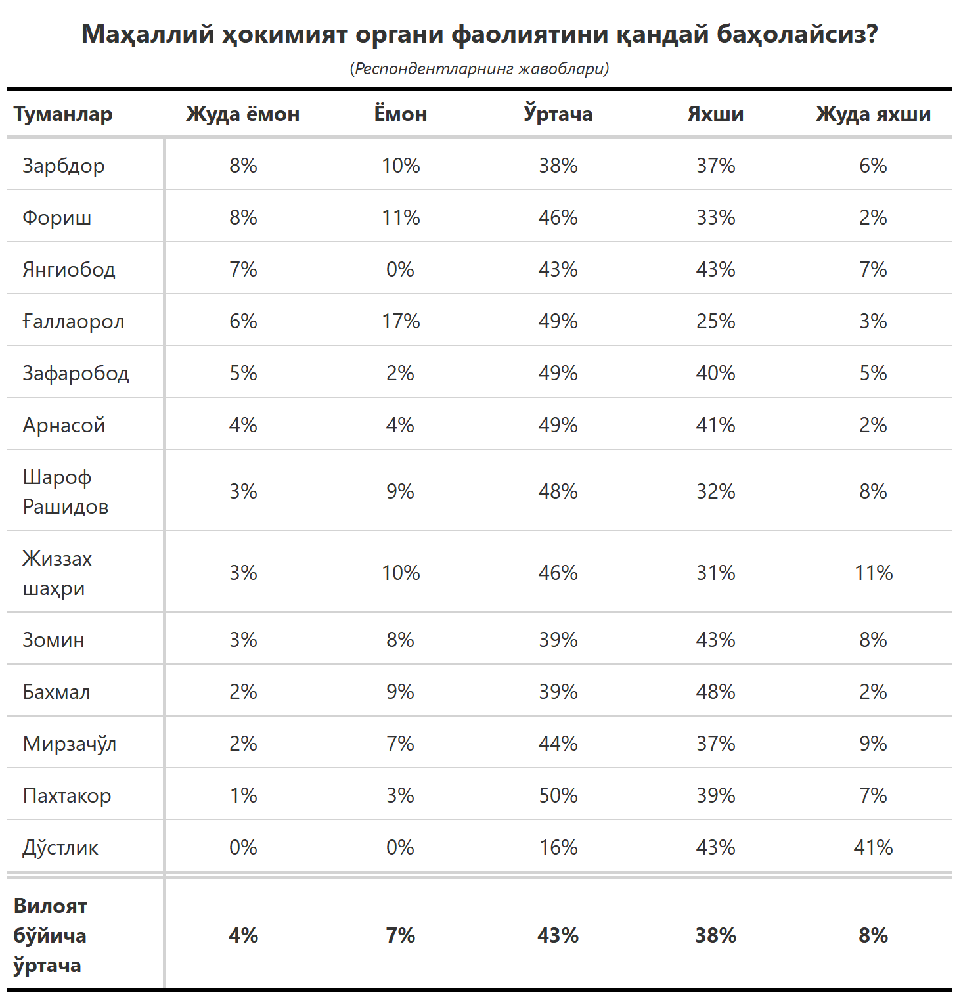 Маҳаллий ҳокимият органи фаолиятини қандай баҳолайсиз?
(Респондентларнинг жавоблари)
Туманлар Жуда ёмон Ёмон Ўртача Яхши Жуда яхши
Зарбдор 8% 10% 38% 37% 6%
Фориш 8% 11% 46% 33% 2%
Янгиобод 7% 0% 43% 43% 7%
Ғаллаорол 6% 17% 49% 25% 3%
Зафаробод 5% 2% 49% 40% 5%
Арнасой 4% 4% 49% 41% 2%
Шароф
Рашидов 3% 9% 48% 32% 8%
Жиззах
шаҳри 3% 10% 46% 31% 11%
Зомин 3% 8% 39% 43% 8%
Бахмал 2% 9% 39% 48% 2%
Мирзачўл 2% 7% 44% 37% 9%
Пахтакор 1% 3% 50% 39% 7%
Дўстлик 0% 0% 16% 43% 41%
Вилоят
бўйича 4% 7% 43% 38% 8%
ўртача